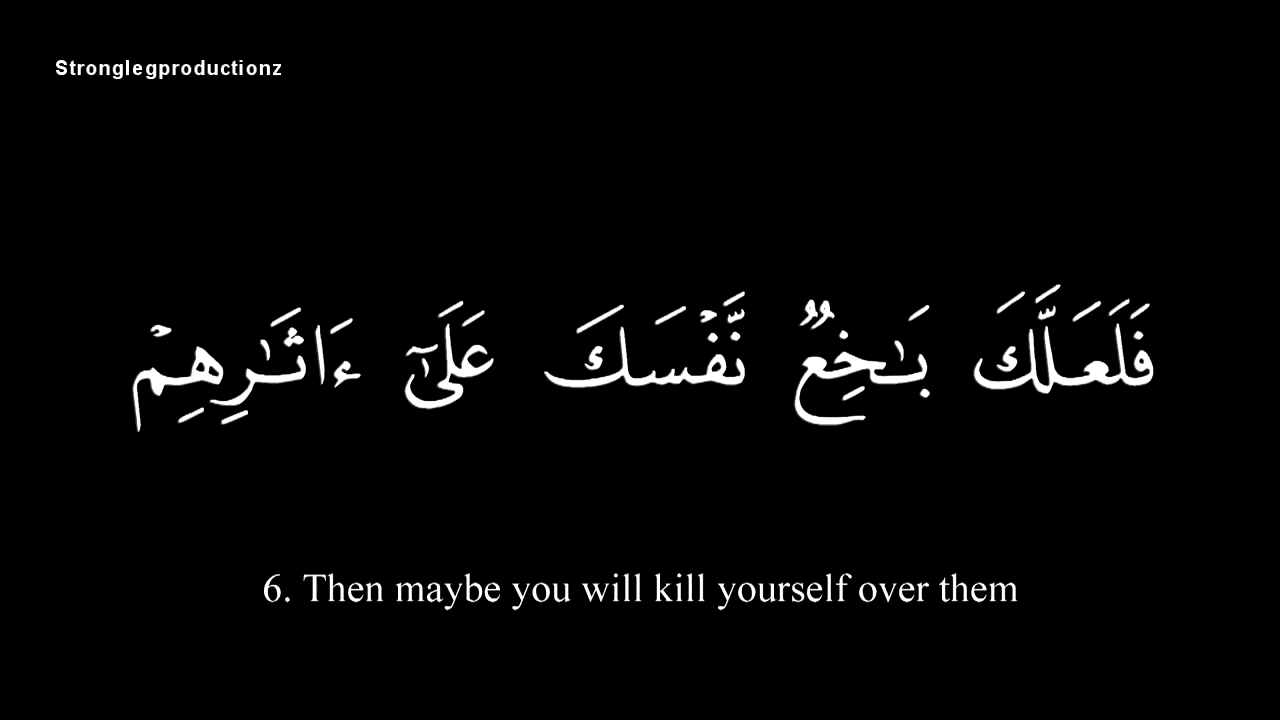 Stronglegproductionz
فَلَعَلَّكَ بَـٰخِعٌ نَّفْسَكَ عَلَىٰٓ ءَاثَـٰرِهِمْ
6. Then maybe you will kill yourself over them